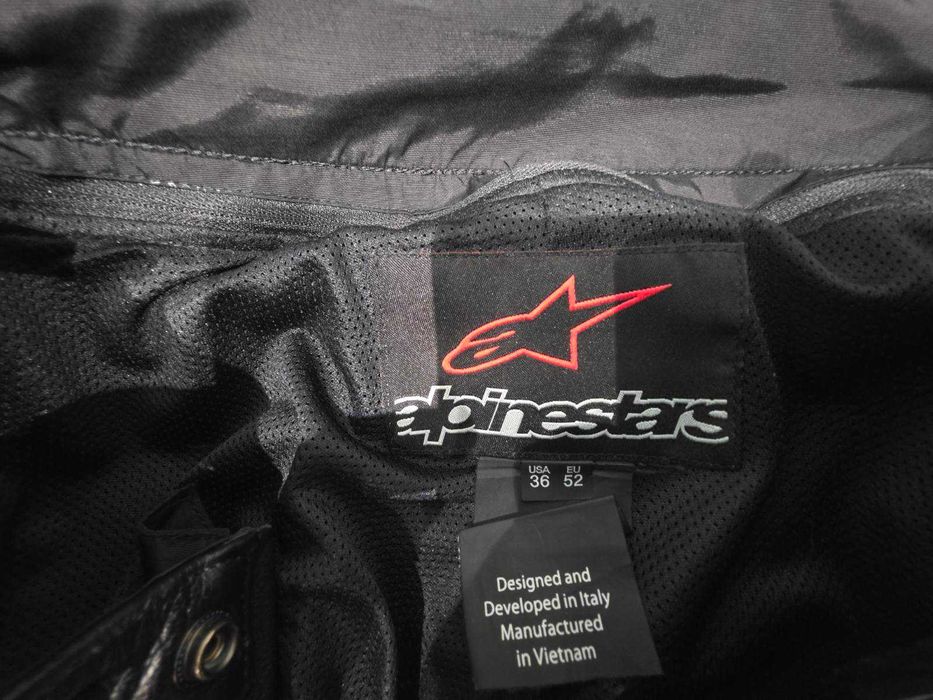 alpinestars
USA EU
36 52
Designed and
Developed in Italy
Manufactured
in Vietnam